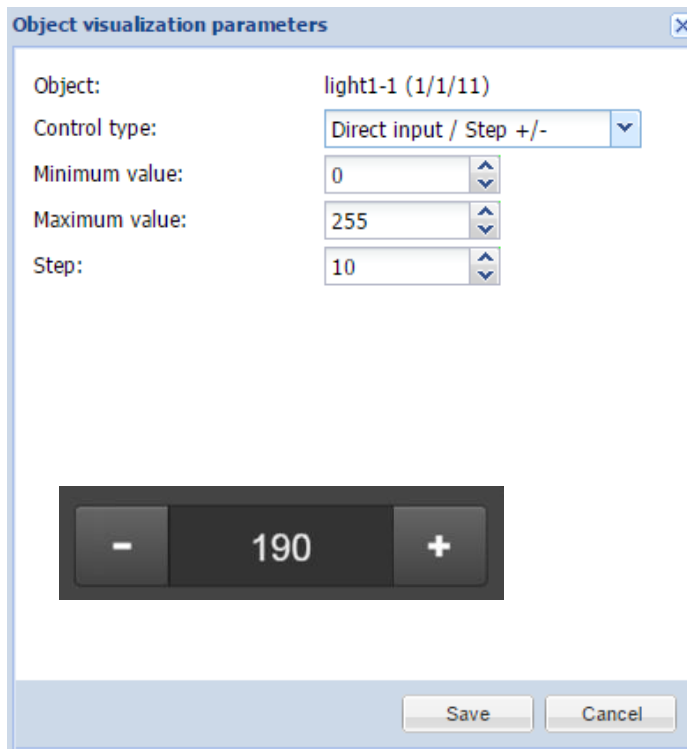 Object visualization parameters
Object: light1-1 (1/1/11)
Control type: Direct input / Step +/-
Minimum value: 0
Maximum value: 255
Step: 10
- 190 +
Save Cancel